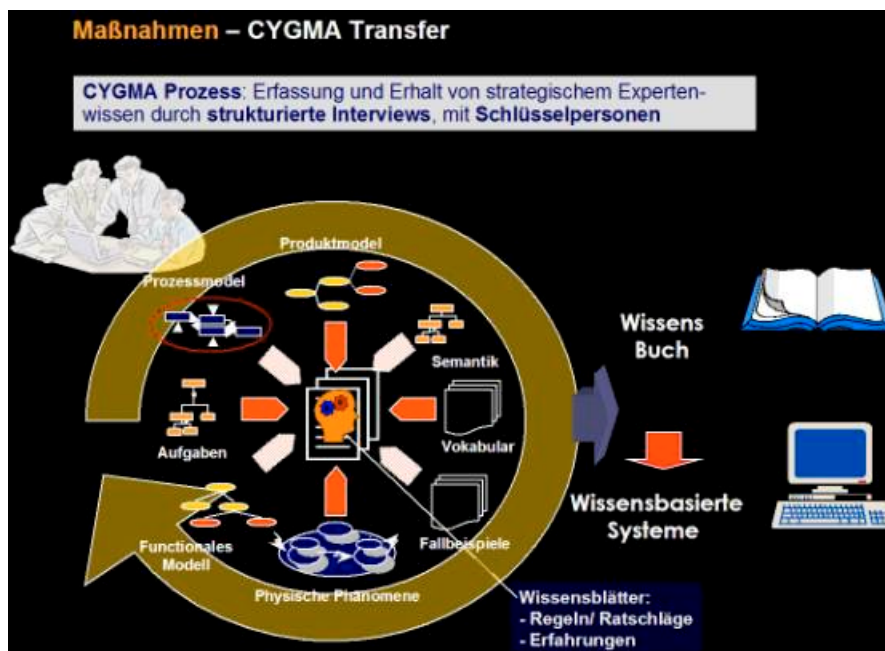 Maßnahmen – CYGMA Transfer
CYGMA Prozess: Erfassung und Erhalt von strategischem Experten-
wissen durch strukturierte Interviews, mit Schlüsselpersonen
Produktmodel
Prozessmodel
Semantik
Aufgaben
Vokabular
Functionales
Modell
Fallbeispiele
Physische Phänomene
Wissens
Buch
Wissensbasierte
Systeme
Wissensblätter:
- Regeln/ Ratschläge
- Erfahrungen